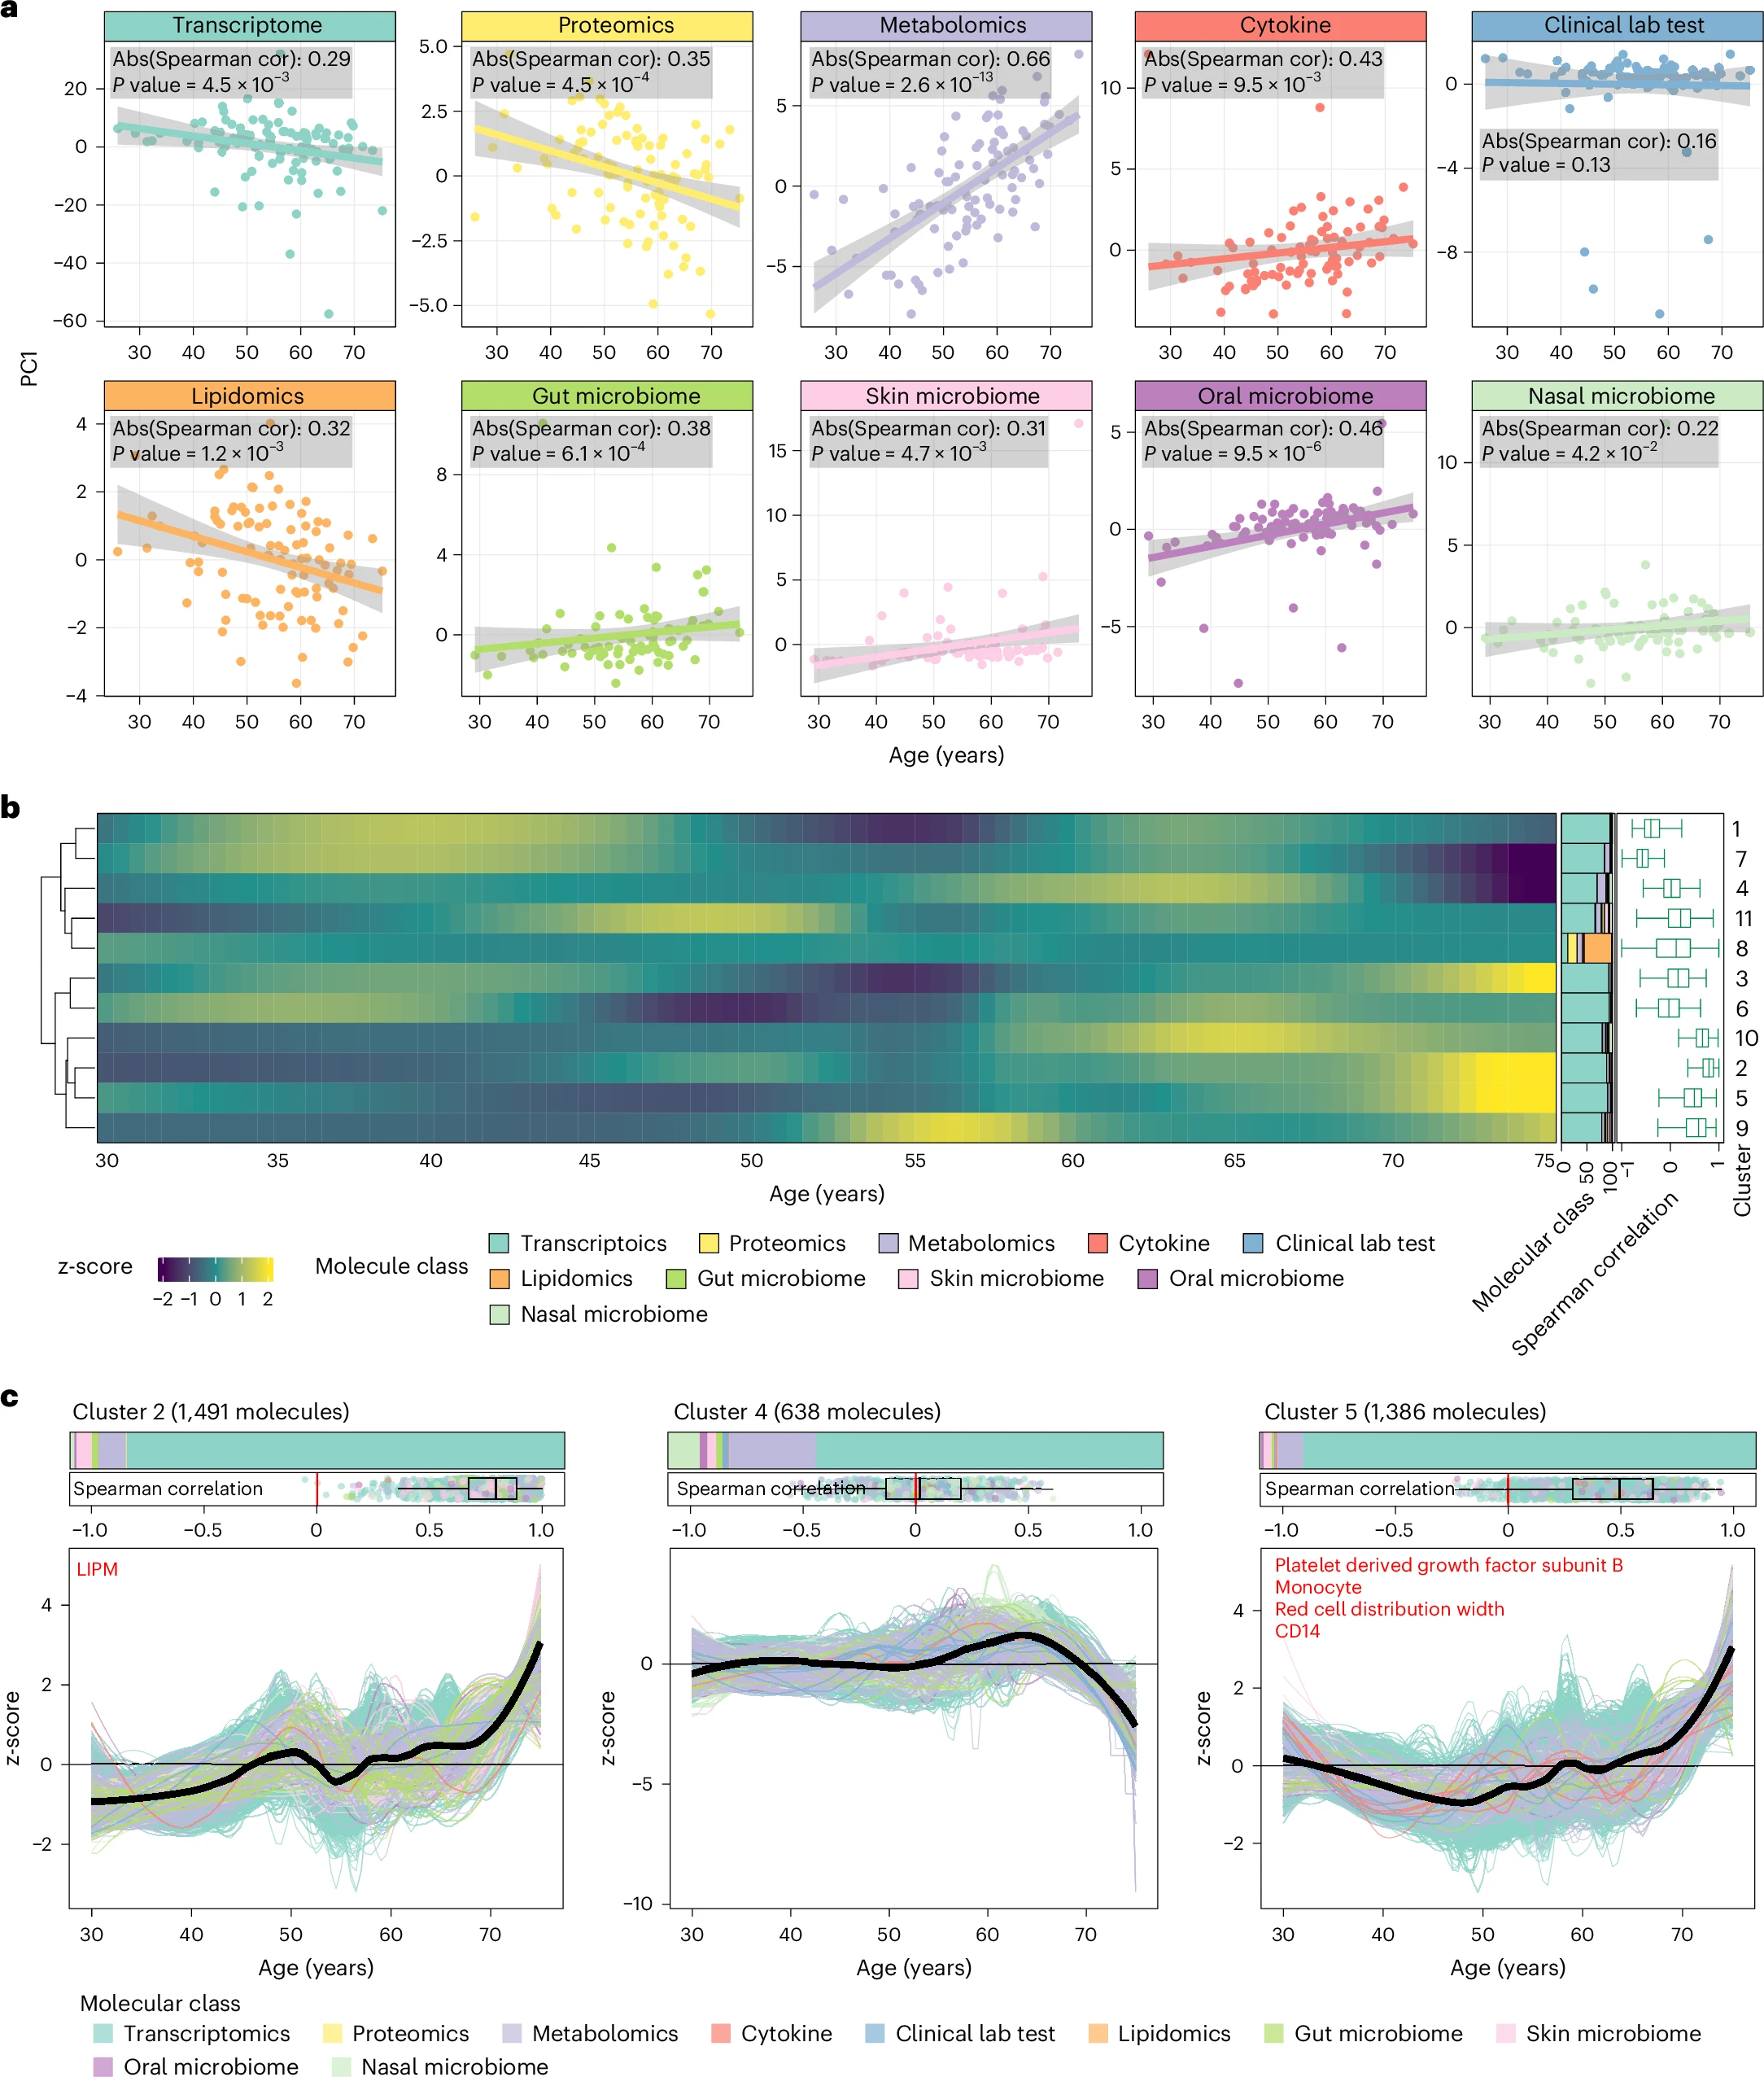 a
Transcriptome
Proteomics
Metabolomics
Cytokine
Clinical lab test
Abs(Spearman cor): 0.29
P value = 4.5 × 10−3
20
0
−20
−40
−60
30 40 50 60 70
Abs(Spearman cor): 0.35
P value = 4.5 × 10−4
5.0
2.5
0
−2.5
−5.0
30 40 50 60 70
Abs(Spearman cor): 0.66
P value = 2.6 × 10−13
5
0
−5
30 40 50 60 70
Abs(Spearman cor): 0.43
P value = 9.5 × 10−3
10
5
0
30 40 50 60 70
Abs(Spearman cor): 0.16
P value = 0.13
0
−4
−8
30 40 50 60 70
PC1
Lipidomics
Gut microbiome
Skin microbiome
Oral microbiome
Nasal microbiome
Abs(Spearman cor): 0.32
P value = 1.2 × 10−3
4
2
0
−2
−4
30 40 50 60 70
Abs(Spearman cor): 0.38
P value = 6.1 × 10−4
8
4
0
30 40 50 60 70
Abs(Spearman cor): 0.31
P value = 4.7 × 10−3
15
10
5
0
30 40 50 60 70
Abs(Spearman cor): 0.46
P value = 9.5 × 10−6
5
0
−5
30 40 50 60 70
Abs(Spearman cor): 0.22
P value = 4.2 × 10−2
10
5
0
30 40 50 60 70
Age (years)
b
1
7
4
11
8
3
6
10
2
5
9
30 35 40 45 50 55 60 65 70 75
Age (years)
0 50 100
−1 0 1
Molecular class
Spearman correlation
Cluster
z-score
−2 −1 0 1 2
Molecule class
Transcriptoics
Proteomics
Metabolomics
Cytokine
Clinical lab test
Lipidomics
Gut microbiome
Skin microbiome
Oral microbiome
Nasal microbiome
c
Cluster 2 (1,491 molecules)
Spearman correlation
−1.0 −0.5 0 0.5 1.0
LIPM
4
2
0
−2
z-score
30 40 50 60 70
Age (years)
Cluster 4 (638 molecules)
Spearman correlation
−1.0 −0.5 0 0.5 1.0
0
−5
−10
z-score
30 40 50 60 70
Age (years)
Cluster 5 (1,386 molecules)
Spearman correlation
−1.0 −0.5 0 0.5 1.0
Platelet derived growth factor subunit B
Monocyte
Red cell distribution width
CD14
4
2
0
−2
z-score
30 40 50 60 70
Age (years)
Molecular class
Transcriptomics
Proteomics
Metabolomics
Cytokine
Clinical lab test
Lipidomics
Gut microbiome
Skin microbiome
Oral microbiome
Nasal microbiome